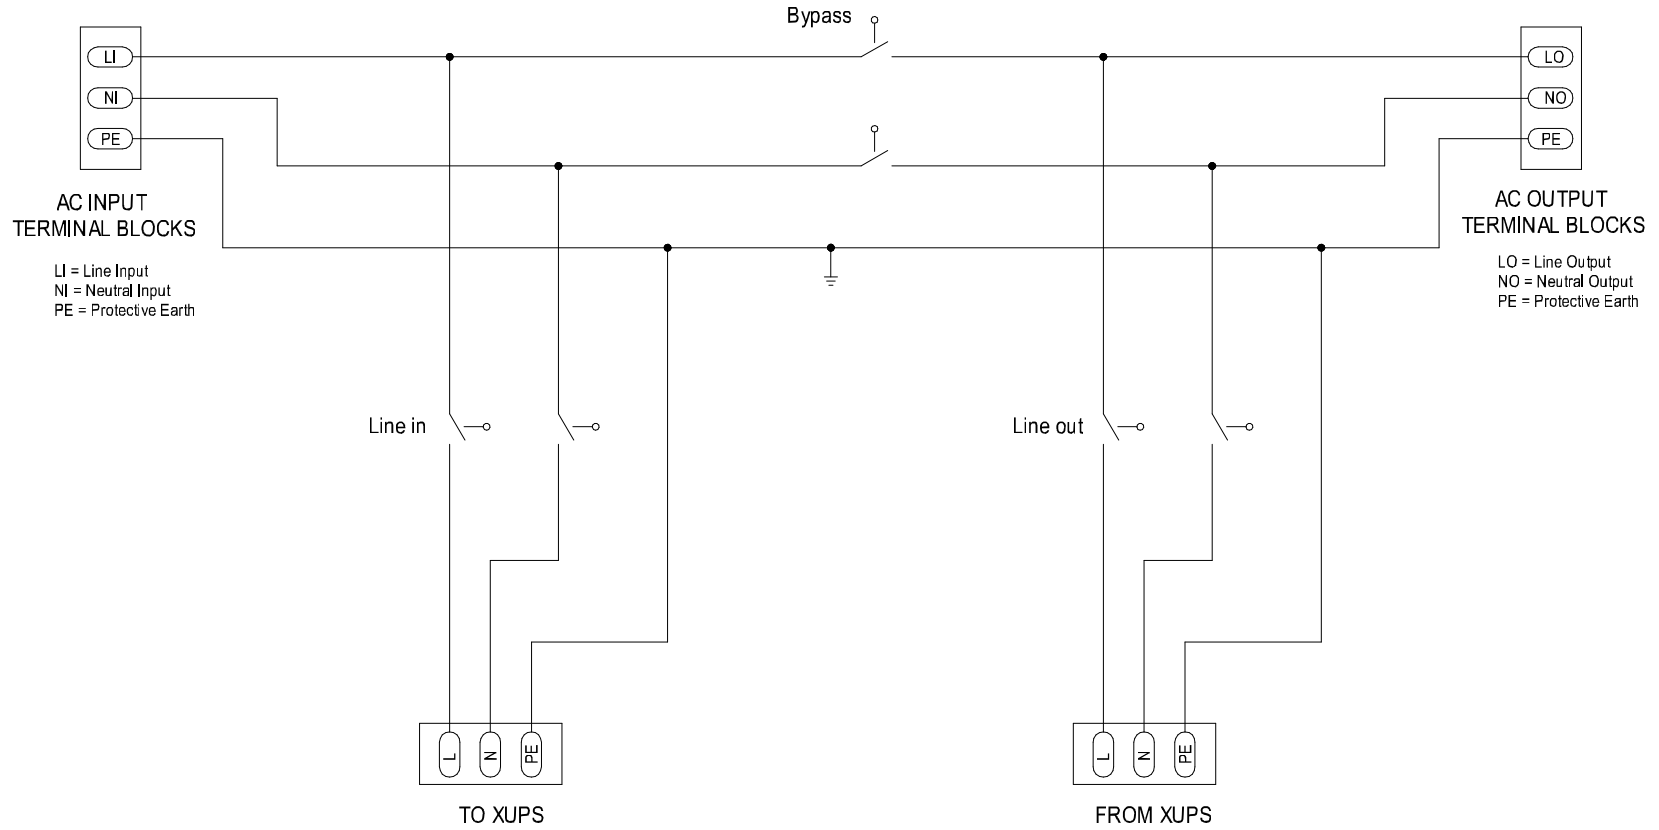 Bypass
LI
NI
PE
AC INPUT
TERMINAL BLOCKS
LI = Line Input
NI = Neutral Input
PE = Protective Earth
LO
NO
PE
AC OUTPUT
TERMINAL BLOCKS
LO = Line Output
NO = Neutral Output
PE = Protective Earth
Line in
Line out
L
N
PE
TO XUPS
L
N
PE
FROM XUPS